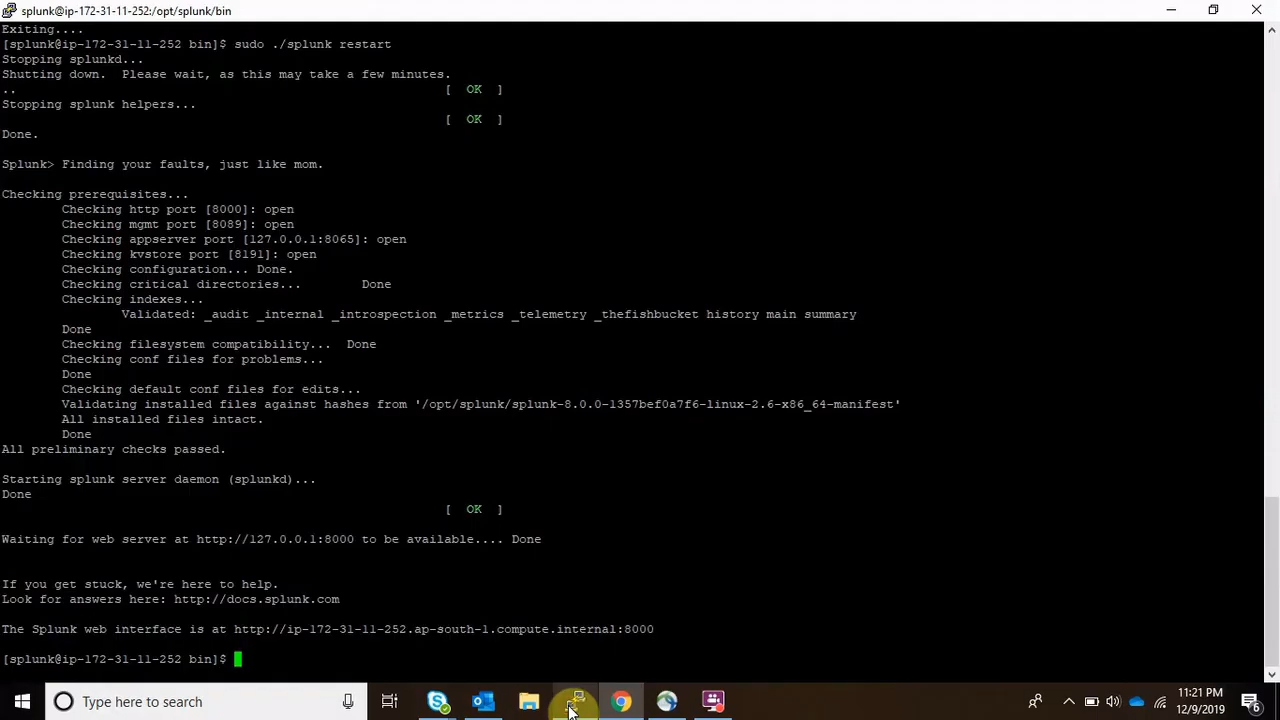 splunk@ip-172-31-11-252:/opt/splunk/bin
Exiting....
[splunk@ip-172-31-11-252 bin]$ sudo ./splunk restart
Stopping splunkd...
Shutting down.  Please wait, as this may take a few minutes.
..                                                         [  OK  ]
Stopping splunk helpers...
                                                           [  OK  ]
Done.
Splunk> Finding your faults, just like mom.
Checking prerequisites...
        Checking http port [8000]: open
        Checking mgmt port [8089]: open
        Checking appserver port [127.0.0.1:8065]: open
        Checking kvstore port [8191]: open
        Checking configuration... Done.
        Checking critical directories...        Done
        Checking indexes...
                Validated: _audit _internal _introspection _metrics _telemetry _thefishbucket history main summary
        Done
        Checking filesystem compatibility...  Done
        Checking conf files for problems...
        Done
        Checking default conf files for edits...
        Validating installed files against hashes from '/opt/splunk/splunk-8.0.0-1357bef0a7f6-linux-2.6-x86_64-manifest'
        All installed files intact.
        Done
All preliminary checks passed.
Starting splunk server daemon (splunkd)...
Done
                                                           [  OK  ]
Waiting for web server at http://127.0.0.1:8000 to be available.... Done
If you get stuck, we're here to help.
Look for answers here: http://docs.splunk.com
The Splunk web interface is at http://ip-172-31-11-252.ap-south-1.compute.internal:8000
[splunk@ip-172-31-11-252 bin]$
Type here to search
11:21 PM
12/9/2019
6